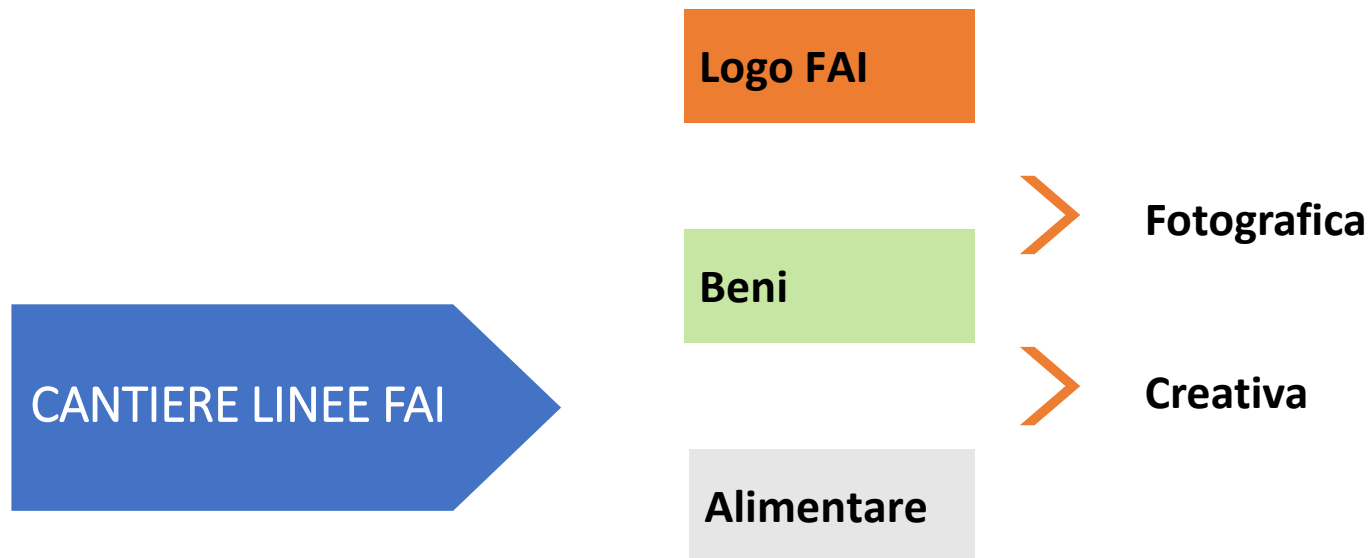 Logo FAI
Fotografica
Beni
CANTIERE LINEE FAI
Creativa
Alimentare